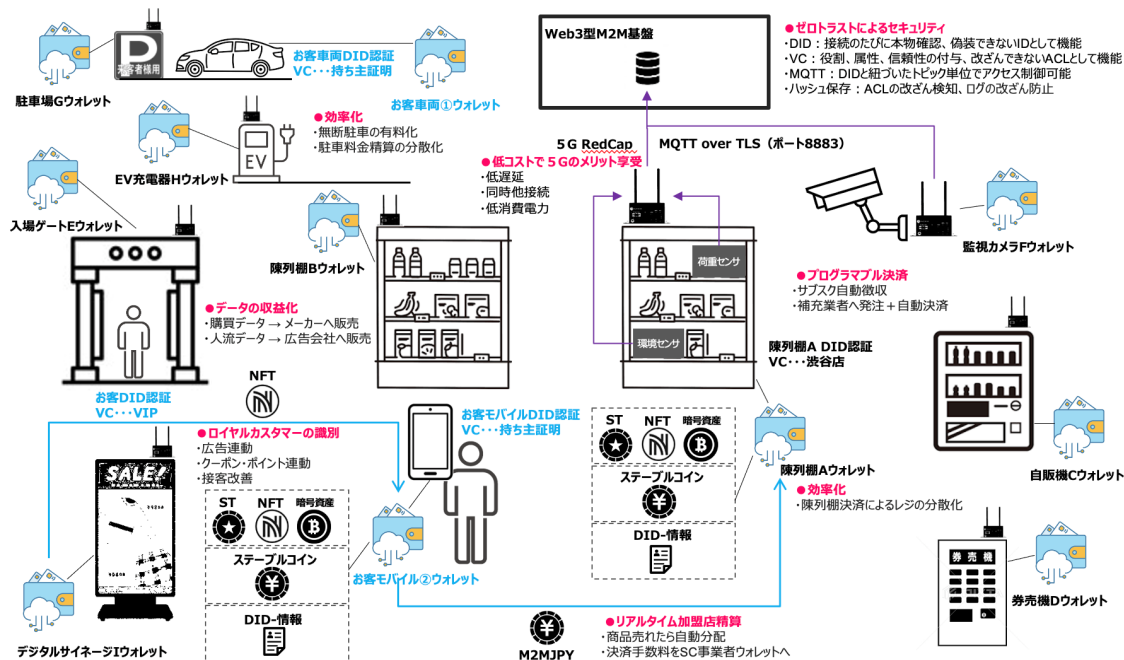 Web3型M2M基盤
●ゼロトラストによるセキュリティ
・DID：接続のたびに本物確認、偽装できないIDとして機能
・VC：役割、属性、信頼性の付与、改ざんできないACLとして機能
・MQTT：DIDと紐づいたトピック単位でアクセス制御可能
・ハッシュ保存：ACLの改ざん検知、ログの改ざん防止
P
来客者様用
お客車両DID認証
VC･･･持ち主証明
駐車場Gウォレット
お客車両①ウォレット
●効率化
・無断駐車の有料化
・駐車料金精算の分散化
EV
EV充電器Hウォレット
5G RedCap
MQTT over TLS（ポート8883）
●低コストで５Gのメリット享受
・低遅延
・同時他接続
・低消費電力
入場ゲートEウォレット
陳列棚Bウォレット
監視カメラFウォレット
荷重センサ
環境センサ
●データの収益化
・購買データ → メーカーへ販売
・人流データ → 広告会社へ販売
●プログラマブル決済
・サブスク自動徴収
・補充業者へ発注＋自動決済
陳列棚A DID認証
VC･･･渋谷店
お客DID認証
VC･･･VIP
NFT
お客モバイルDID認証
VC･･･持ち主証明
●ロイヤルカスタマーの識別
・広告連動
・クーポン・ポイント連動
・接客改善
SALE!
ST
NFT
暗号資産
ステーブルコイン
DID-情報
お客モバイル②ウォレット
ST
NFT
暗号資産
ステーブルコイン
DID-情報
陳列棚Aウォレット
●効率化
・陳列棚決済によるレジの分散化
自販機Cウォレット
券売機
券売機Dウォレット
デジタルサイネージIウォレット
M2MJPY
●リアルタイム加盟店精算
・商品売れたら自動分配
・決済手数料をSC事業者ウォレットへ